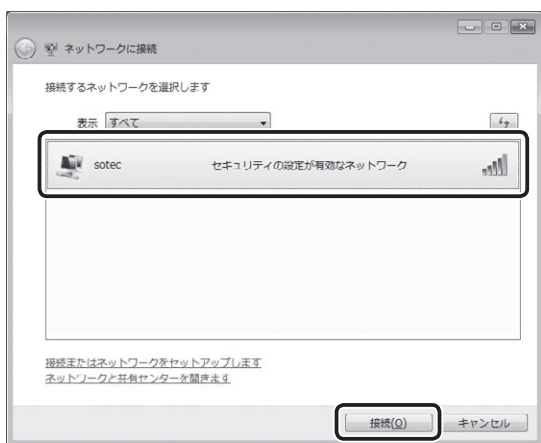 ネットワークに接続
接続するネットワークを選択します
表示 すべて
sotec セキュリティの設定が有効なネットワーク
接続またはネットワークをセットアップします
ネットワークと共有センターを開きます
接続(O) キャンセル